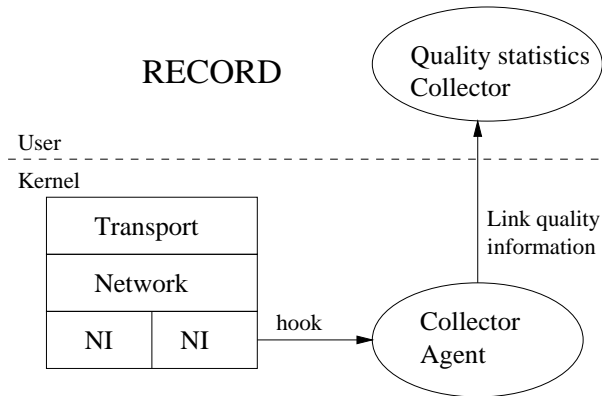 RECORD
Quality statistics
Collector
User
Kernel
Transport
Network
NI
NI
hook
Link quality
information
Collector
Agent